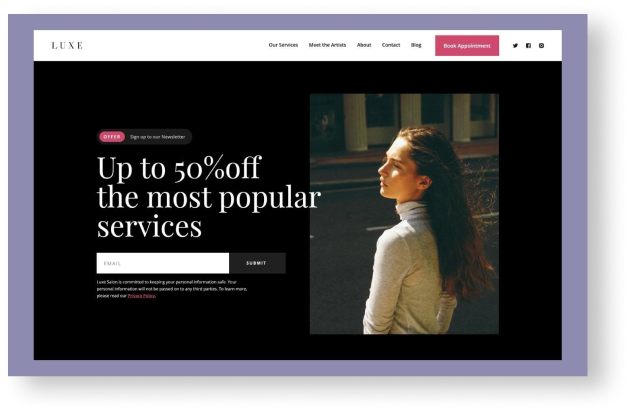 LUXE
Our Services Meet the Artists About Contact Blog Book Appointment
OFFER Sign up to our Newsletter
Up to 50%off
the most popular
services
EMAIL SUBMIT
Luxe Salon is committed to keeping your personal information safe. Your
personal information will not be passed on to any third parties. To learn more,
please read our Privacy Policy.